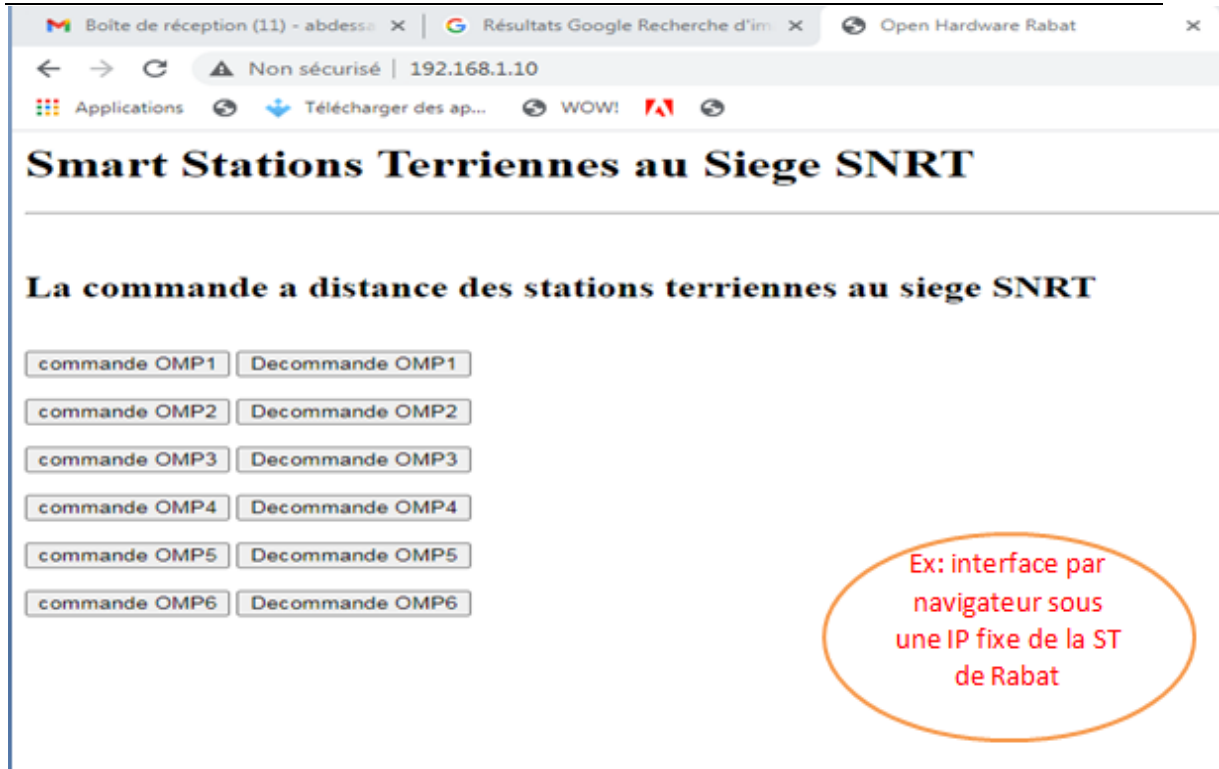 Boîte de réception (11) - abdessa
Résultats Google Recherche d'im
Open Hardware Rabat
Non sécurisé | 192.168.1.10
Applications
Télécharger des ap...
WOW!
Smart Stations Terriennes au Siege SNRT
La commande a distance des stations terriennes au siege SNRT
commande OMP1 Decommande OMP1
commande OMP2 Decommande OMP2
commande OMP3 Decommande OMP3
commande OMP4 Decommande OMP4
commande OMP5 Decommande OMP5
commande OMP6 Decommande OMP6
Ex: interface par
navigateur sous
une IP fixe de la ST
de Rabat